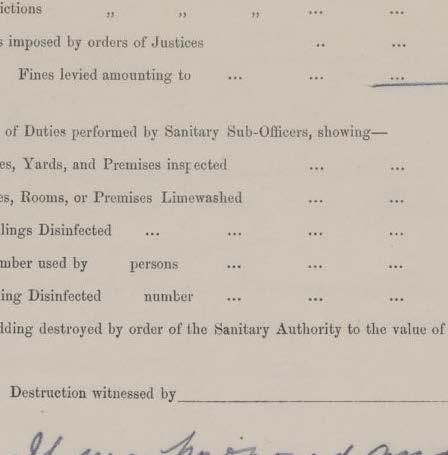 ictions „ „ „ ... ...
s imposed by orders of Justices .. ...
Fines levied amounting to ... ... ...
of Duties performed by Sanitary Sub-Officers, showing—
es, Yards, and Premises inspected ... ...
es, Rooms, or Premises Limewashed ... ...
lings Disinfected ... ... ... ...
mber used by persons ... ... ...
ing Disinfected number ... ... ...
dding destroyed by order of the Sanitary Authority to the value of
Destruction witnessed by